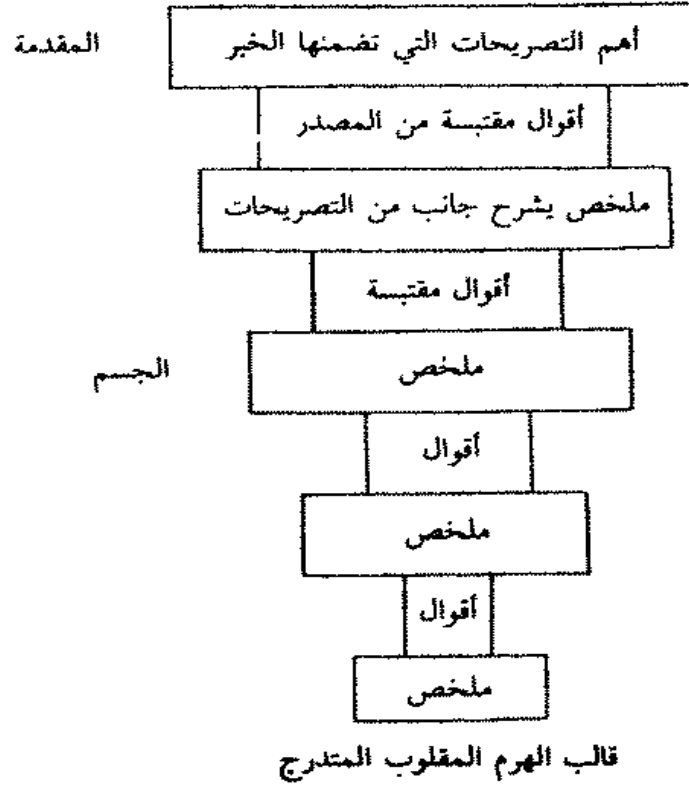 أهم التصريحات التي تضمنها الخبر
المقدمة
أقوال مقتبسة من المصدر
ملخص يشرح جانب من التصريحات
أقوال مقتبسة
ملخص
الجسم
أقوال
ملخص
أقوال
ملخص
قالب الهرم المقلوب المتدرج